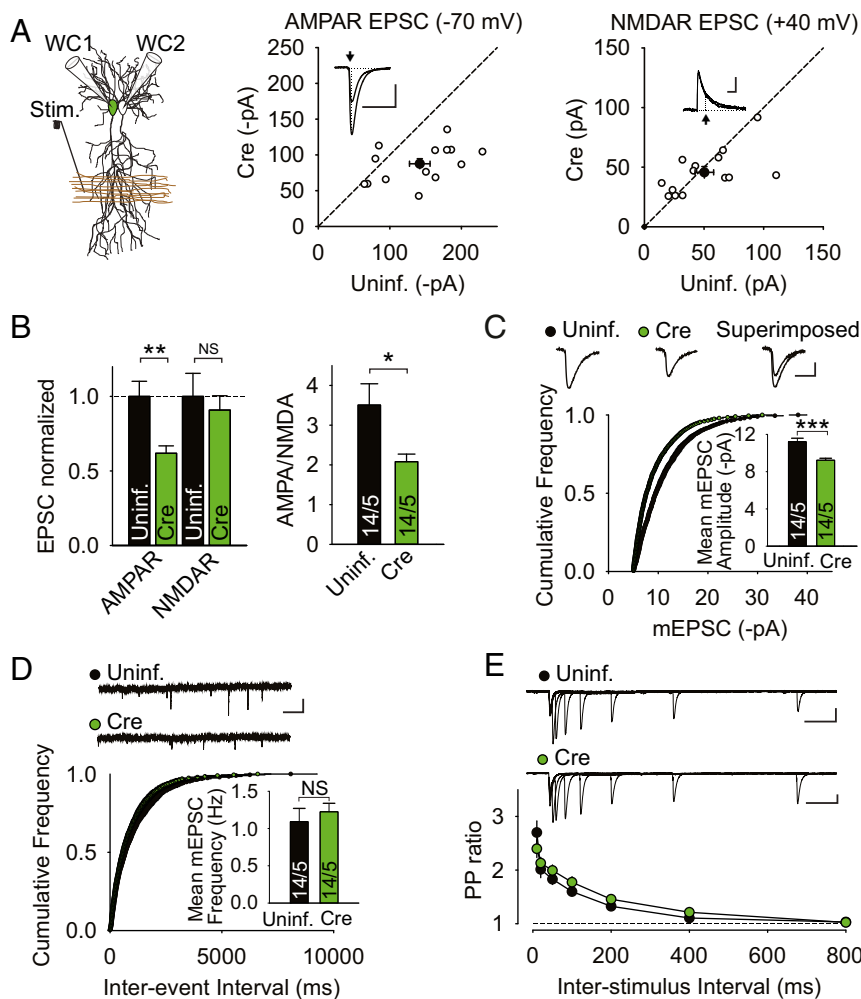 A
WC1 WC2
Stim.
AMPAR EPSC (-70 mV)
250
200
150
100
50
0
Cre (-pA)
0 100 200
Uninf. (-pA)
NMDAR EPSC (+40 mV)
150
100
50
0
Cre (pA)
0 50 100 150
Uninf. (pA)
B
** NS
1.0
0.5
0.0
EPSC normalized
Uninf. Cre Uninf. Cre
AMPAR NMDAR
*
4
3
2
1
0
AMPA/NMDA
14/5 14/5
Uninf. Cre
C
Uninf. Cre Superimposed
1.0
0.5
0.0
Cumulative Frequency
0 10 20 30 40
mEPSC (-pA)
***
12
8
4
0
Mean mEPSC
Amplitude (-pA)
14/5 14/5
Uninf. Cre
D
Uninf.
Cre
1.0
0.5
0.0
Cumulative Frequency
0 5000 10000
Inter-event Interval (ms)
NS
1.5
1.0
0.5
0.0
Mean mEPSC
Frequency (Hz)
14/5 14/5
Uninf. Cre
E
Uninf.
Cre
3
2
1
PP ratio
0 200 400 600 800
Inter-stimulus Interval (ms)